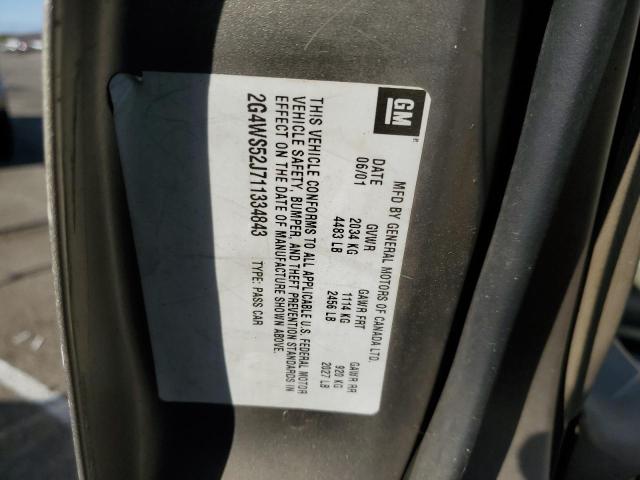 GM
MFD BY GENERAL MOTORS OF CANADA LTD.
DATE GVWR GAWR FRT GAWR RR
06/01 2034 KG 1114 KG 920 KG
4483 LB 2456 LB 2027 LB
THIS VEHICLE CONFORMS TO ALL APPLICABLE U.S. FEDERAL MOTOR
VEHICLE SAFETY, BUMPER, AND THEFT PREVENTION STANDARDS IN
EFFECT ON THE DATE OF MANUFACTURE SHOWN ABOVE.
2G4WS52J711334843 TYPE: PASS CAR